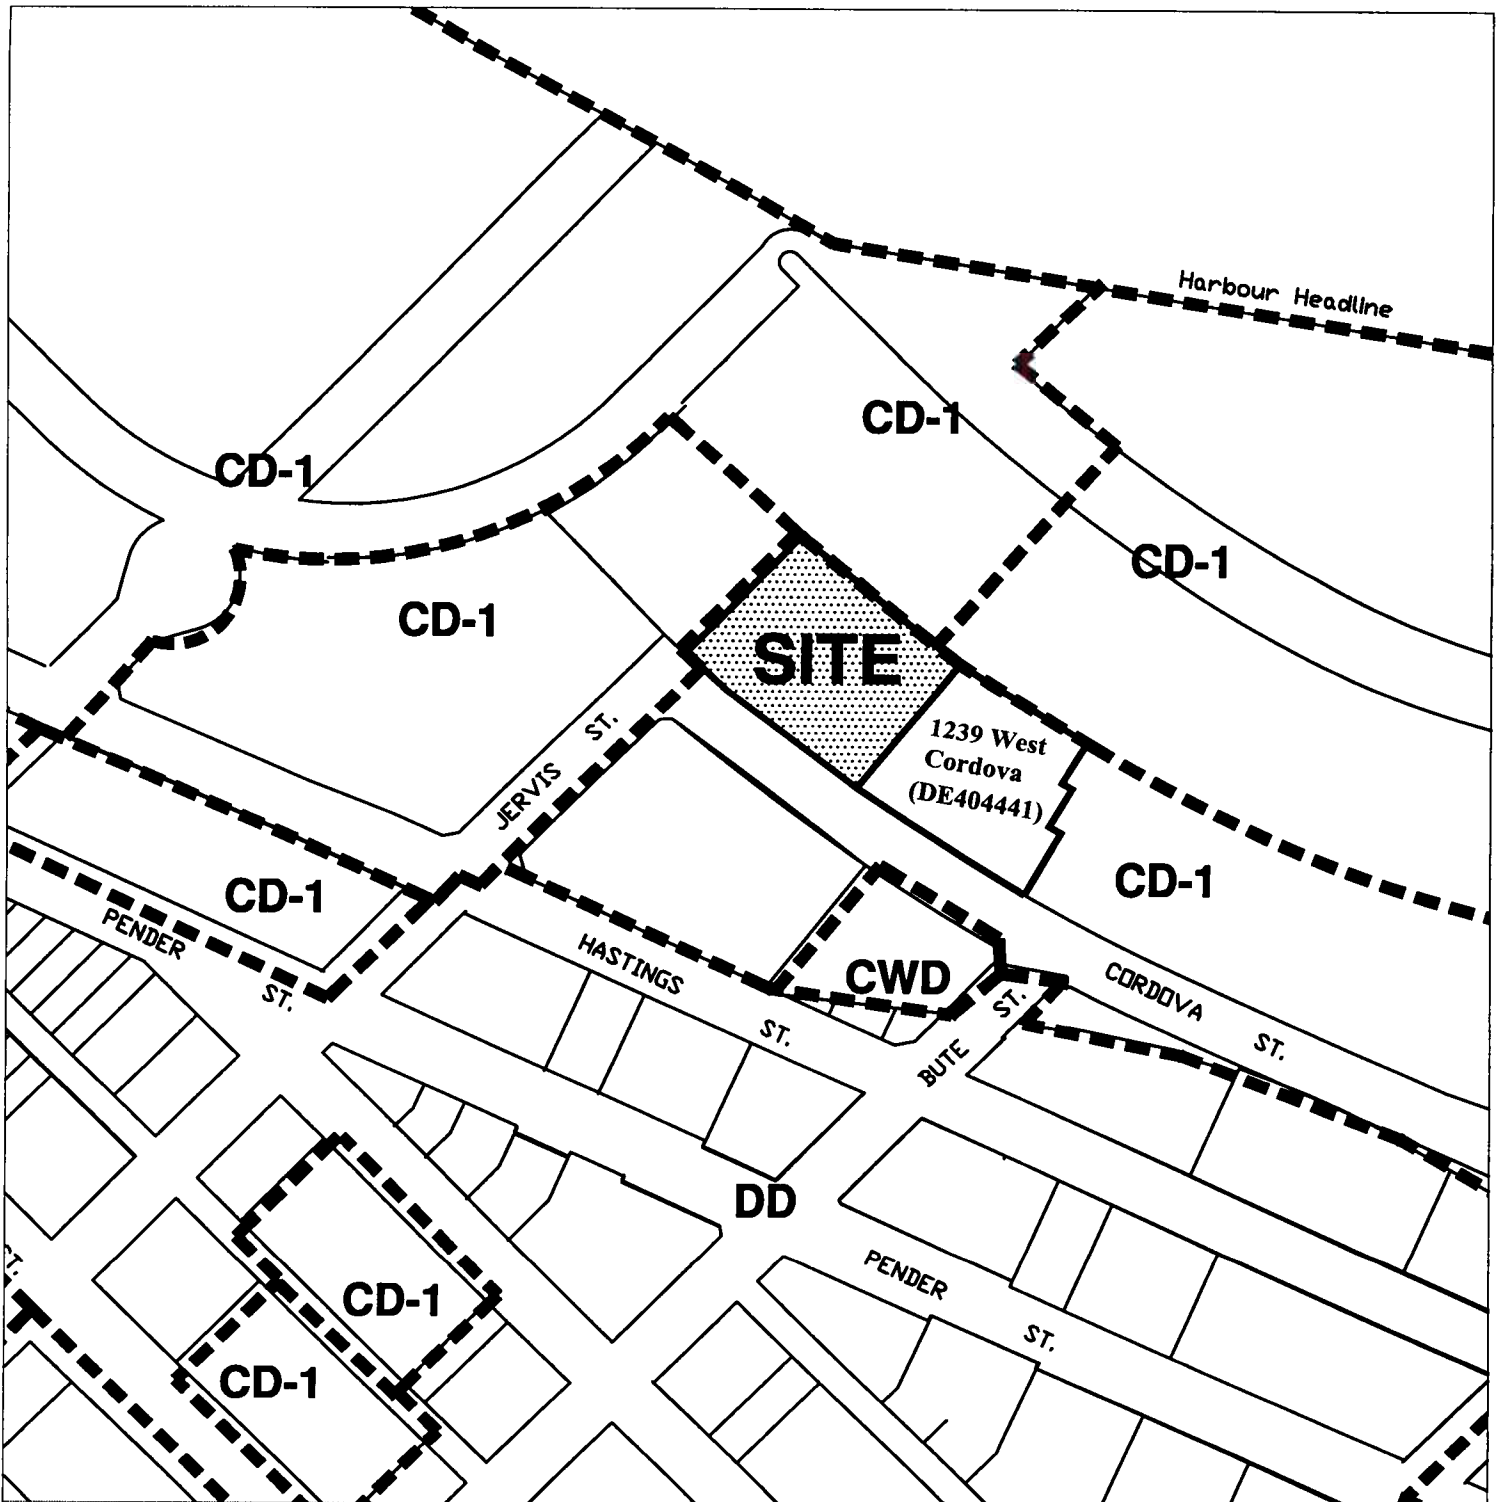 Harbour Headline
CD-1
CD-1
CD-1
CD-1
SITE
ST.
1239 West
Cordova
(DE404441)
JERVIS
CD-1
CD-1
PENDER
ST.
HASTINGS
ST.
CWD
ST.
BUTE
CORDOVA
ST.
DD
ST.
PENDER
ST.
CD-1
CD-1